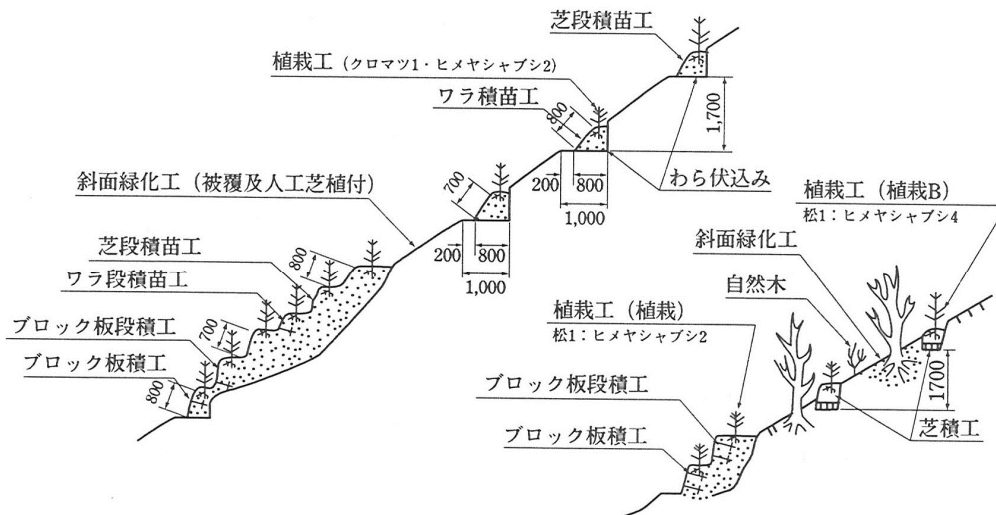 芝段積苗工
植栽工（クロマツ1・ヒメヤシャブシ2）
ワラ積苗工
800
1,700
斜面緑化工（被覆及人工芝植付）
700
200
800
1,000
わら伏込み
植栽工（植栽B）
松1：ヒメヤシャブシ4
芝段積苗工
800
200
800
1,000
斜面緑化工
ワラ段積苗工
自然木
ブロック板段積工
700
植栽工（植栽）
松1：ヒメヤシャブシ2
ブロック板積工
800
1700
ブロック板段積工
芝積工
ブロック板積工